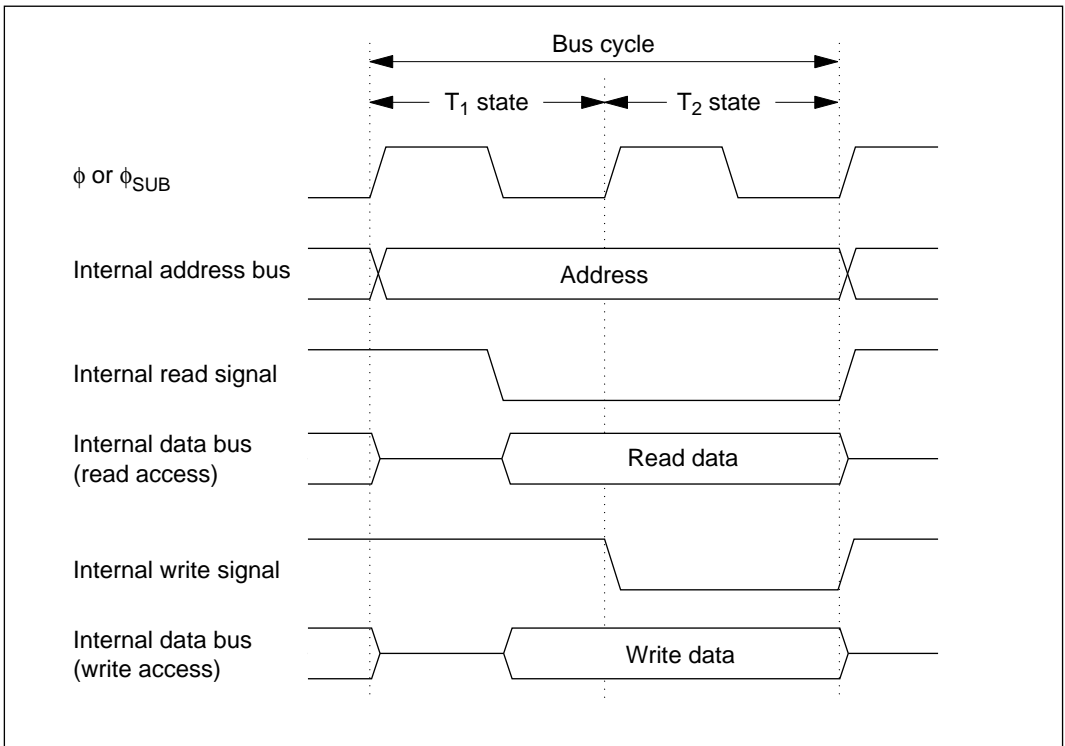 Bus cycle
T₁ state
T₂ state
ϕ or ϕSUB
Internal address bus
Address
Internal read signal
Internal data bus
(read access)
Read data
Internal write signal
Internal data bus
(write access)
Write data